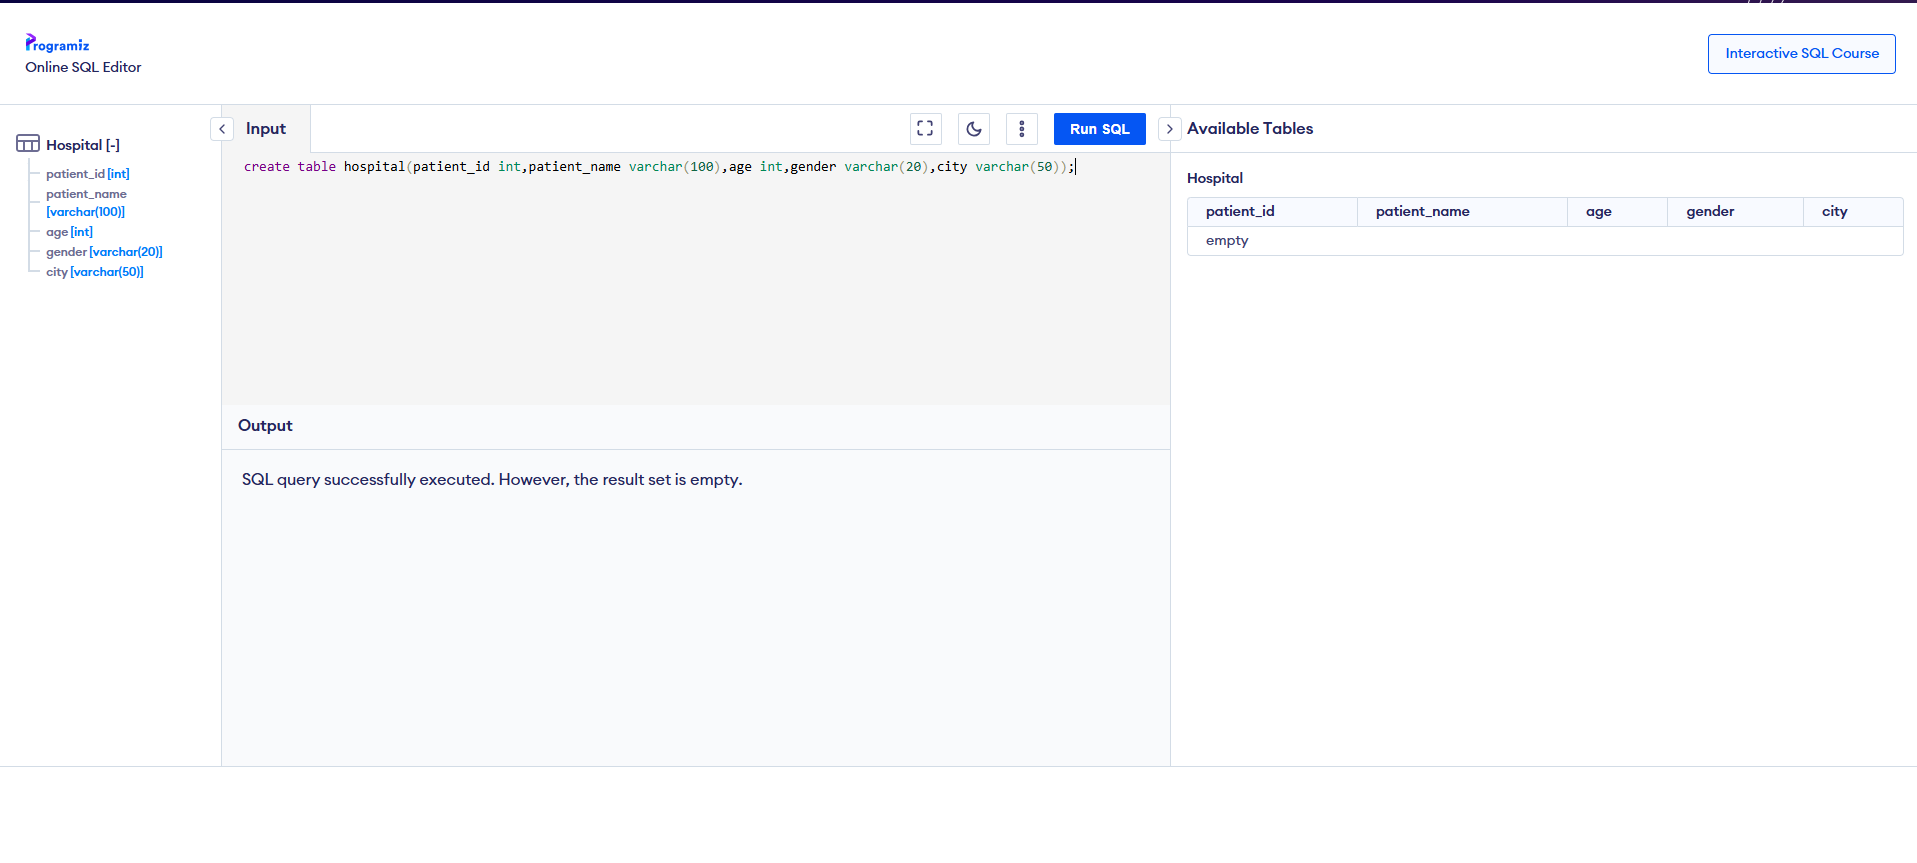 Programiz
Online SQL Editor
Interactive SQL Course
Hospital [-]
patient_id [int]
patient_name
[varchar(100)]
age [int]
gender [varchar(20)]
city [varchar(50)]
Input
Run SQL
create table hospital(patient_id int,patient_name varchar(100),age int,gender varchar(20),city varchar(50));
Output
SQL query successfully executed. However, the result set is empty.
Available Tables
Hospital
patient_id patient_name age gender city
empty